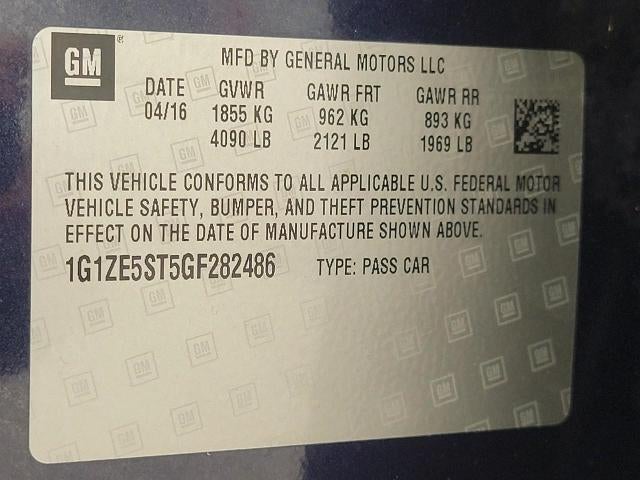 GM ®
MFD BY GENERAL MOTORS LLC
DATE GVWR GAWR FRT GAWR RR
04/16 1855 KG 962 KG 893 KG
4090 LB 2121 LB 1969 LB
THIS VEHICLE CONFORMS TO ALL APPLICABLE U.S. FEDERAL MOTOR
VEHICLE SAFETY, BUMPER, AND THEFT PREVENTION STANDARDS IN
EFFECT ON THE DATE OF MANUFACTURE SHOWN ABOVE.
1G1ZE5ST5GF282486 TYPE: PASS CAR